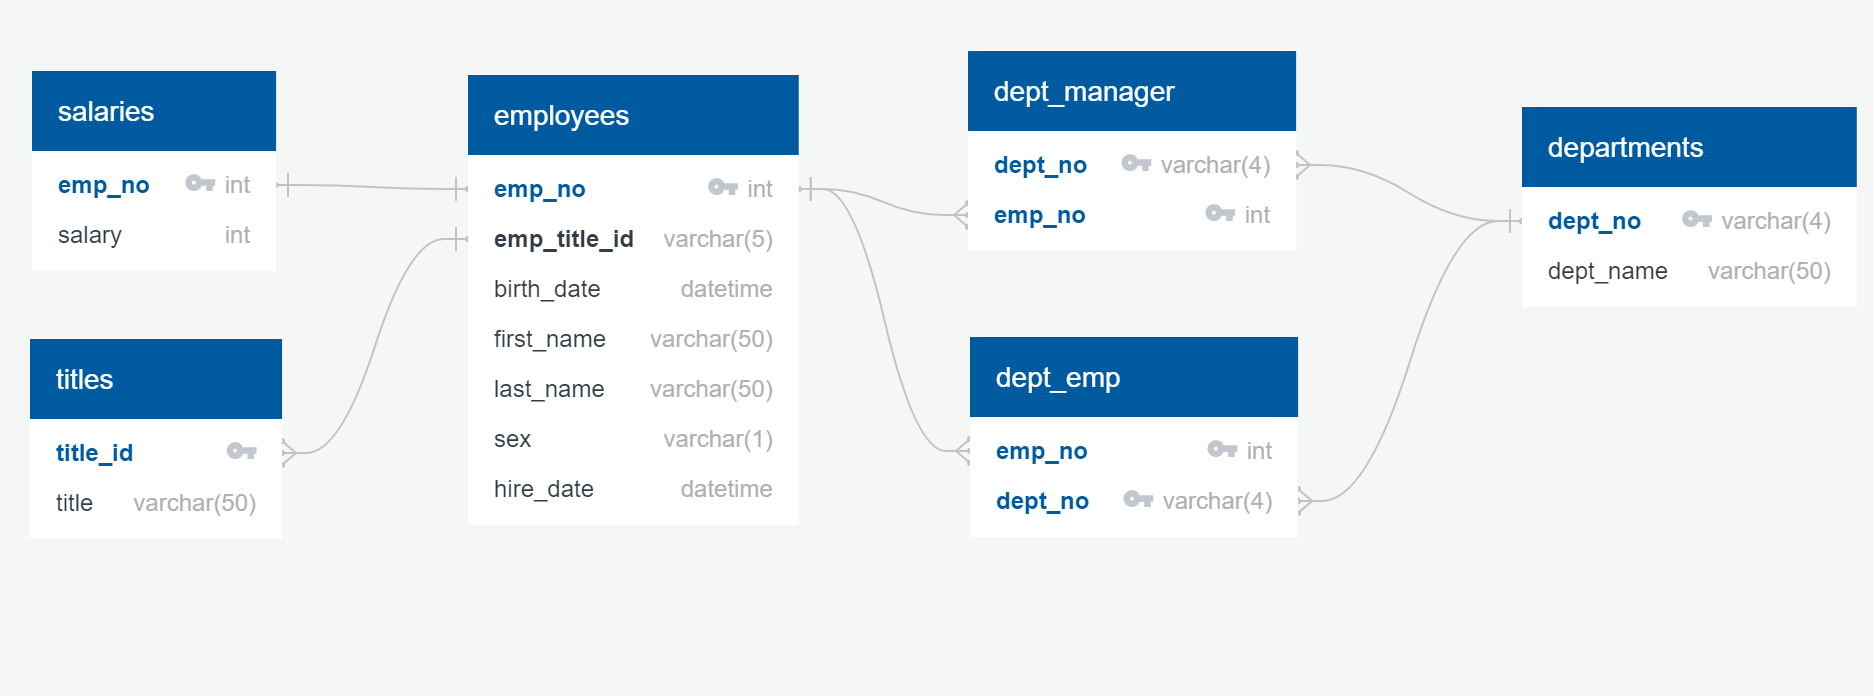 salaries
emp_no int
salary int
titles
title_id
title varchar(50)
employees
emp_no int
emp_title_id varchar(5)
birth_date datetime
first_name varchar(50)
last_name varchar(50)
sex varchar(1)
hire_date datetime
dept_manager
dept_no varchar(4)
emp_no int
dept_emp
emp_no int
dept_no varchar(4)
departments
dept_no varchar(4)
dept_name varchar(50)